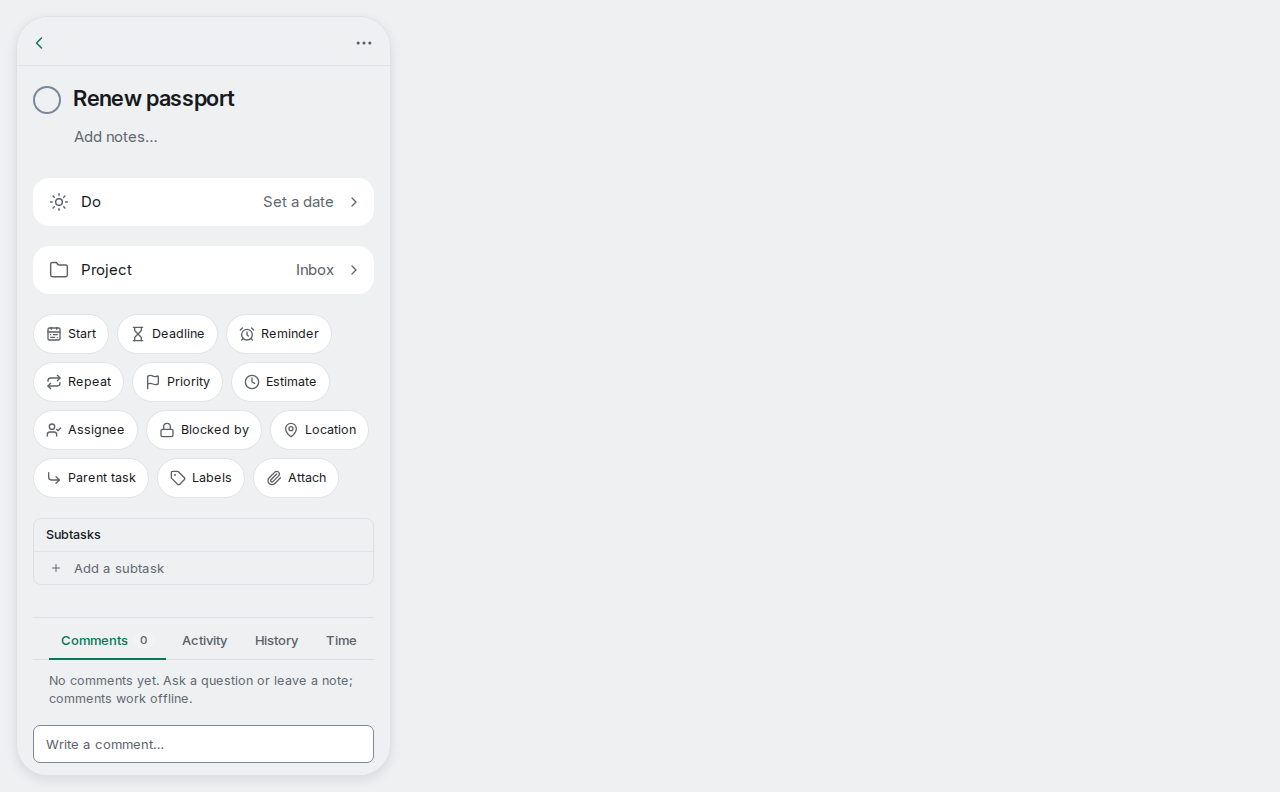 Renew passport
Add notes...
Do Set a date
Project Inbox
Start Deadline Reminder
Repeat Priority Estimate
Assignee Blocked by Location
Parent task Labels Attach
Subtasks
+ Add a subtask
Comments 0 Activity History Time
No comments yet. Ask a question or leave a note;
comments work offline.
Write a comment...